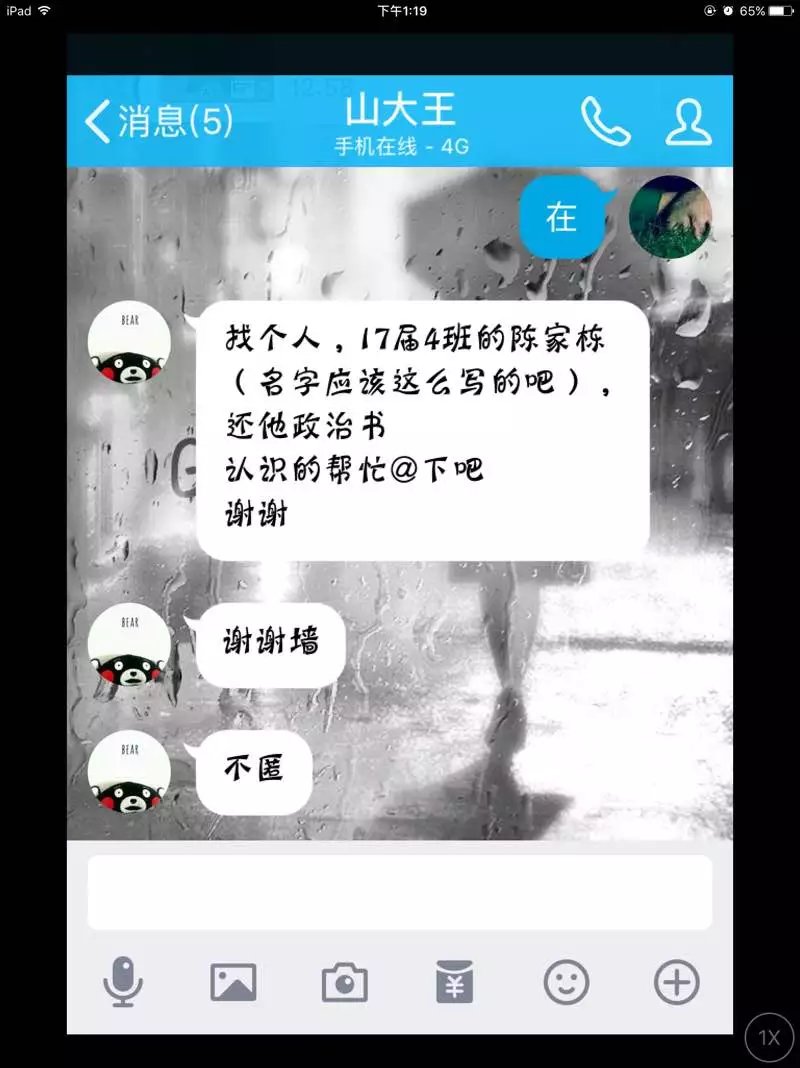 iPad 下午1:19 65%
12:58
消息(5) 山大王
手机在线 - 4G
在
BEAR
找个人，17届4班的陈家栋
（名字应该这么写的吧），
还他政治书
认识的帮忙@下吧
谢谢
BEAR
谢谢墙
BEAR
不匿
¥
1X